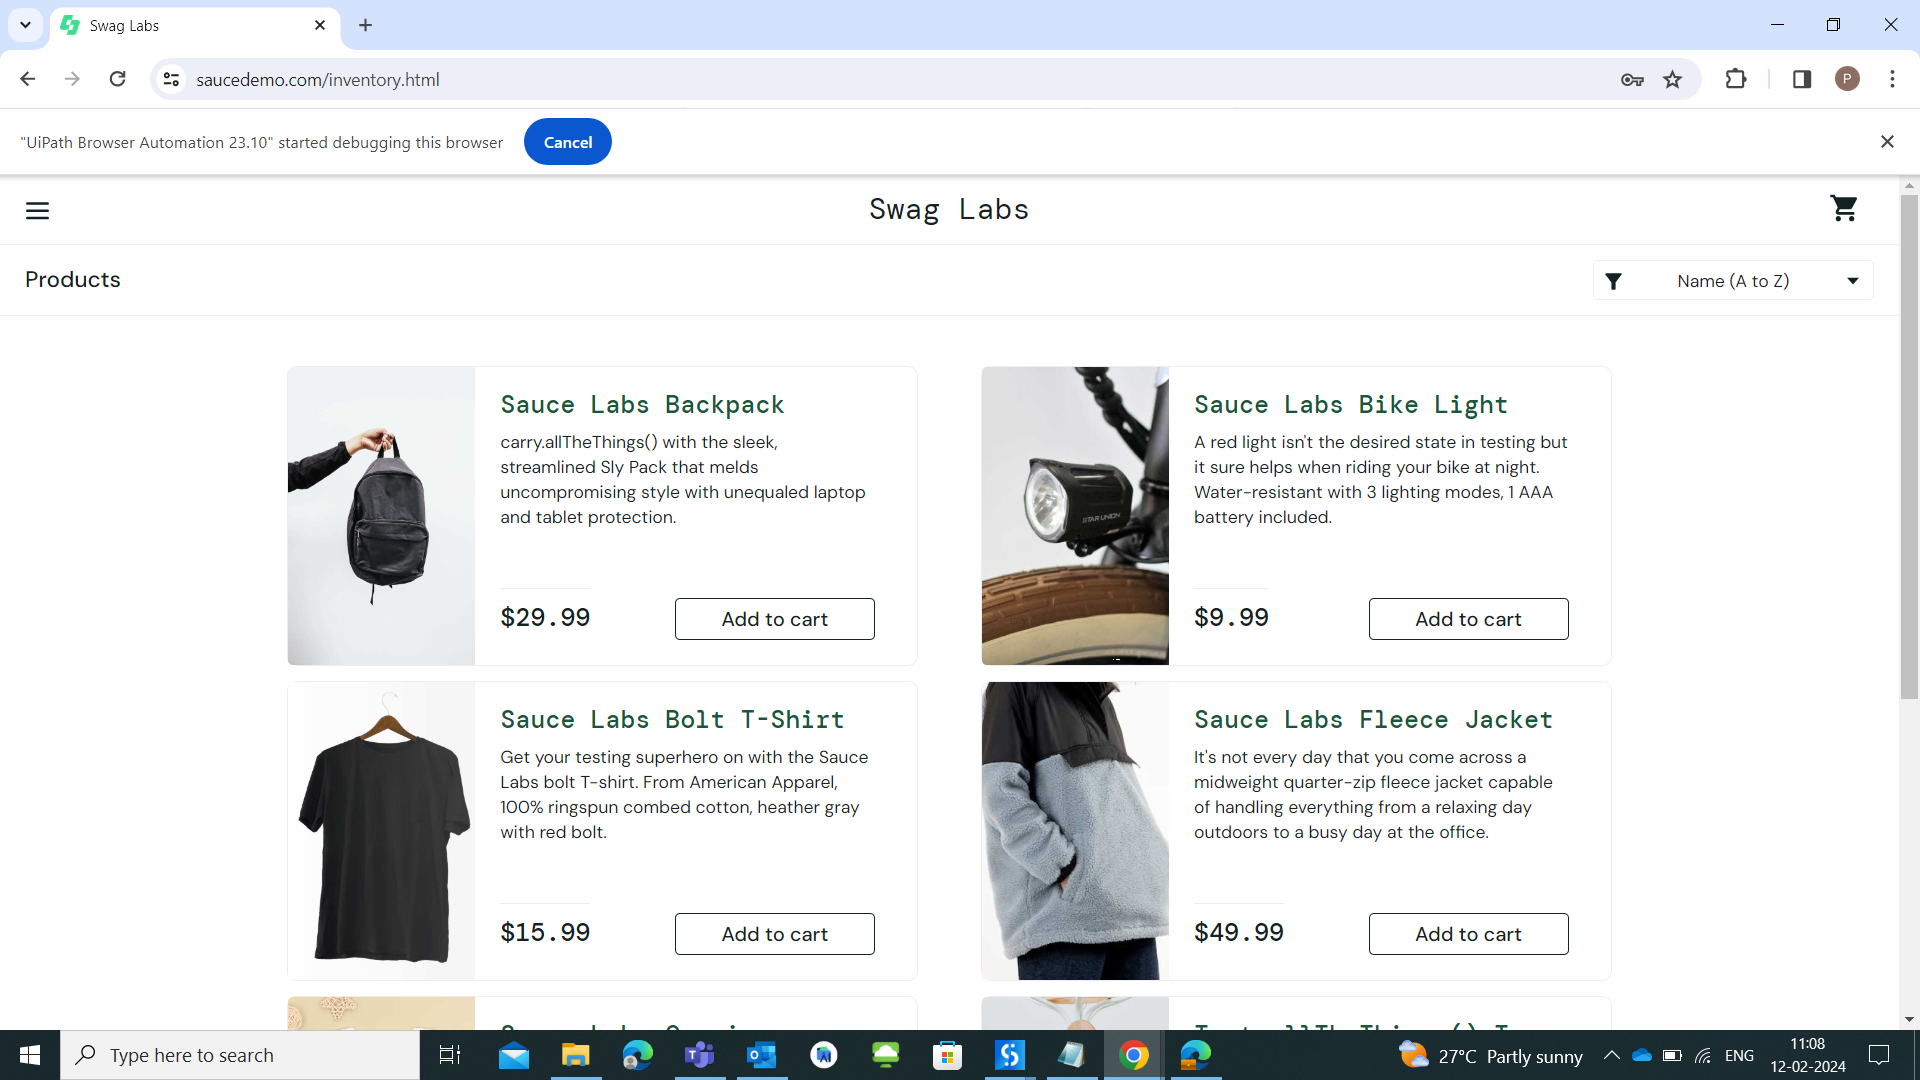 Swag Labs
saucedemo.com/inventory.html
P
"UiPath Browser Automation 23.10" started debugging this browser
Cancel
Swag Labs
Products
Name (A to Z)
Sauce Labs Backpack
carry.allTheThings() with the sleek,
streamlined Sly Pack that melds
uncompromising style with unequaled laptop
and tablet protection.
$29.99
Add to cart
Sauce Labs Bike Light
A red light isn't the desired state in testing but
it sure helps when riding your bike at night.
Water-resistant with 3 lighting modes, 1 AAA
battery included.
STAR UNION
$9.99
Add to cart
Sauce Labs Bolt T-Shirt
Get your testing superhero on with the Sauce
Labs bolt T-shirt. From American Apparel,
100% ringspun combed cotton, heather gray
with red bolt.
$15.99
Add to cart
Sauce Labs Fleece Jacket
It's not every day that you come across a
midweight quarter-zip fleece jacket capable
of handling everything from a relaxing day
outdoors to a busy day at the office.
$49.99
Add to cart
Type here to search
27°C Partly sunny
ENG
11:08
12-02-2024